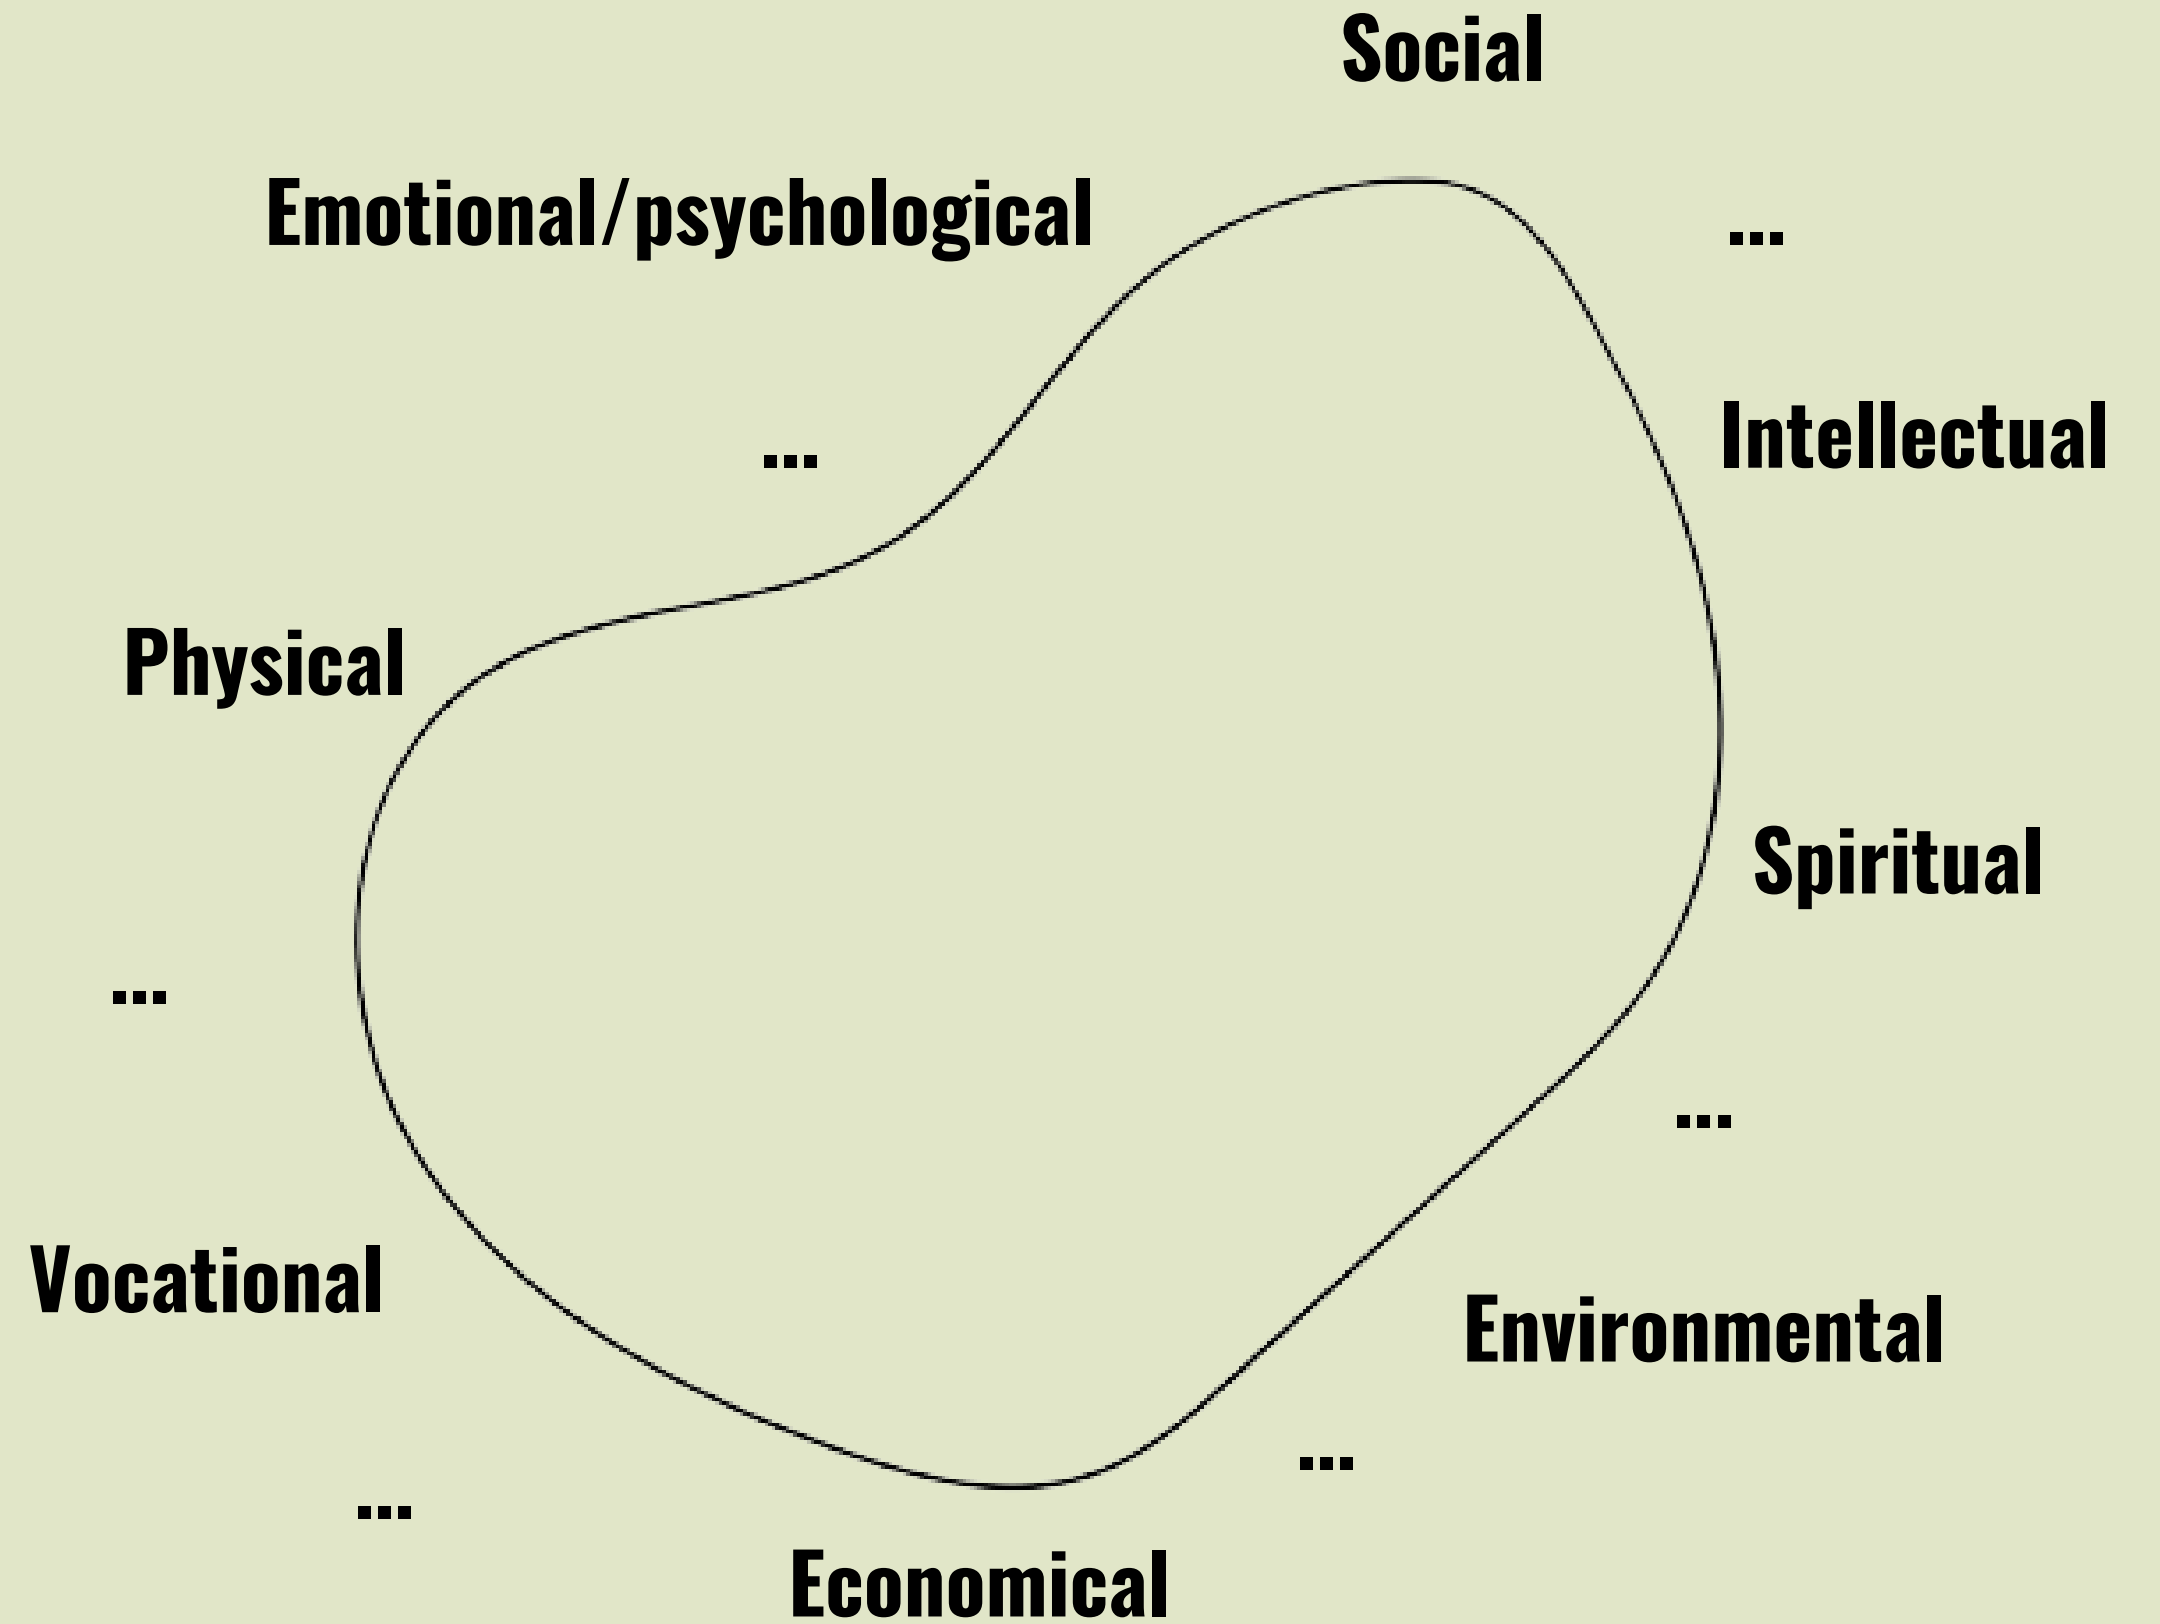 Social
Emotional/psychological
...
Intellectual
...
Physical
Spiritual
...
...
Vocational
Environmental
...
...
Economical